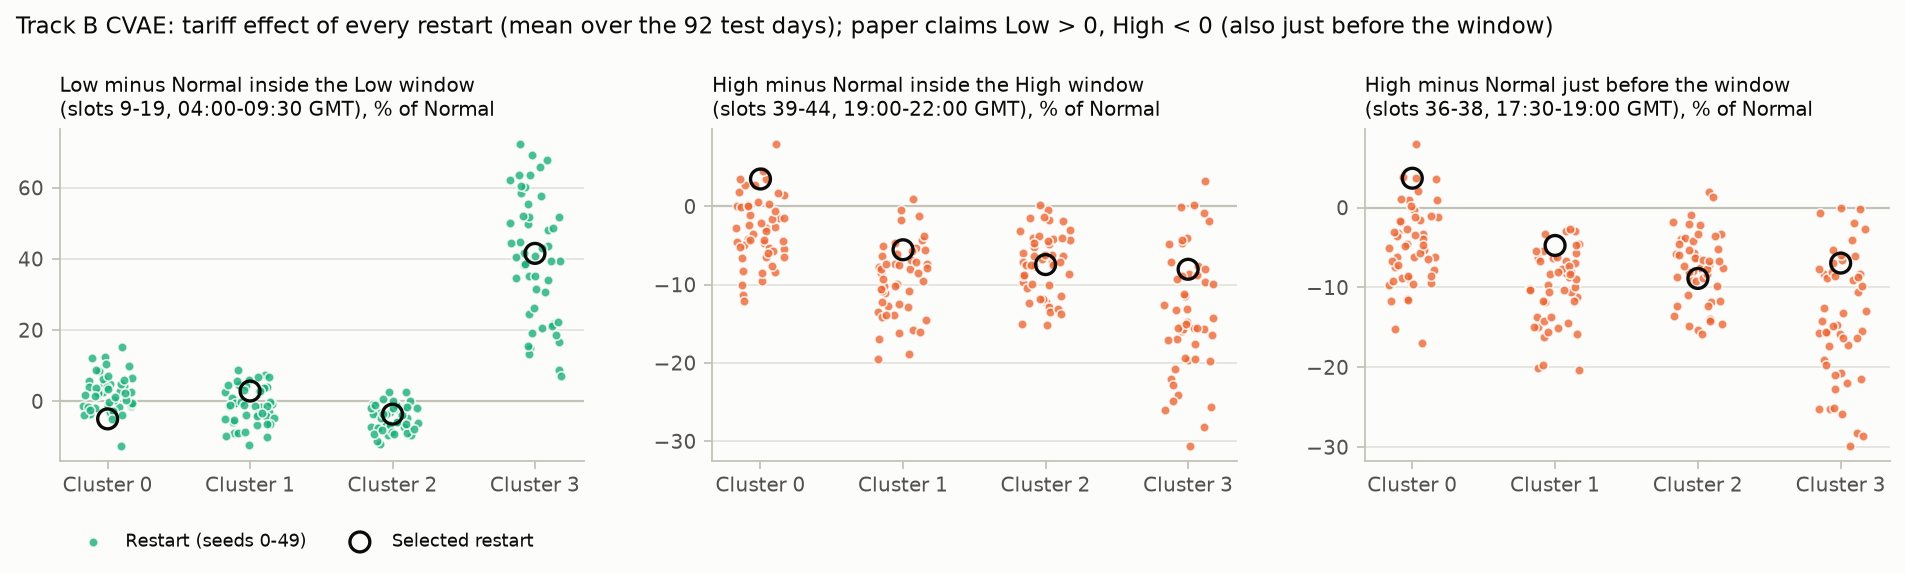 Track B CVAE: tariff effect of every restart (mean over the 92 test days); paper claims Low > 0, High < 0 (also just before the window)
Low minus Normal inside the Low window
(slots 9-19, 04:00-09:30 GMT), % of Normal
60
40
20
0
Cluster 0
Cluster 1
Cluster 2
Cluster 3
High minus Normal inside the High window
(slots 39-44, 19:00-22:00 GMT), % of Normal
0
−10
−20
−30
Cluster 0
Cluster 1
Cluster 2
Cluster 3
High minus Normal just before the window
(slots 36-38, 17:30-19:00 GMT), % of Normal
0
−10
−20
−30
Cluster 0
Cluster 1
Cluster 2
Cluster 3
Restart (seeds 0-49)
Selected restart